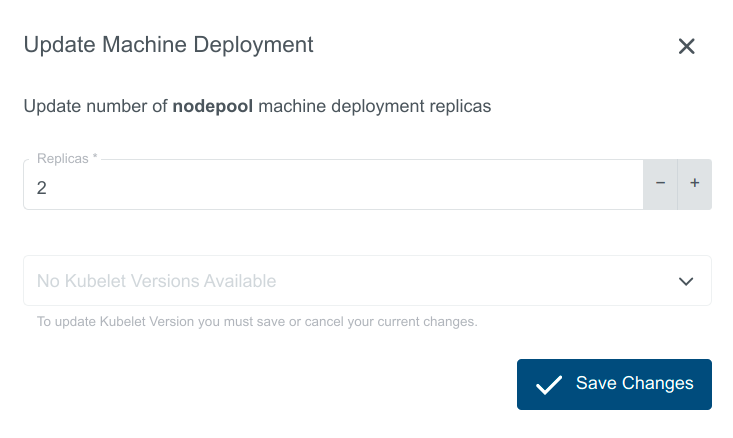 Update Machine Deployment
Update number of nodepool machine deployment replicas
Replicas *
2
− +
No Kubelet Versions Available
To update Kubelet Version you must save or cancel your current changes.
Save Changes